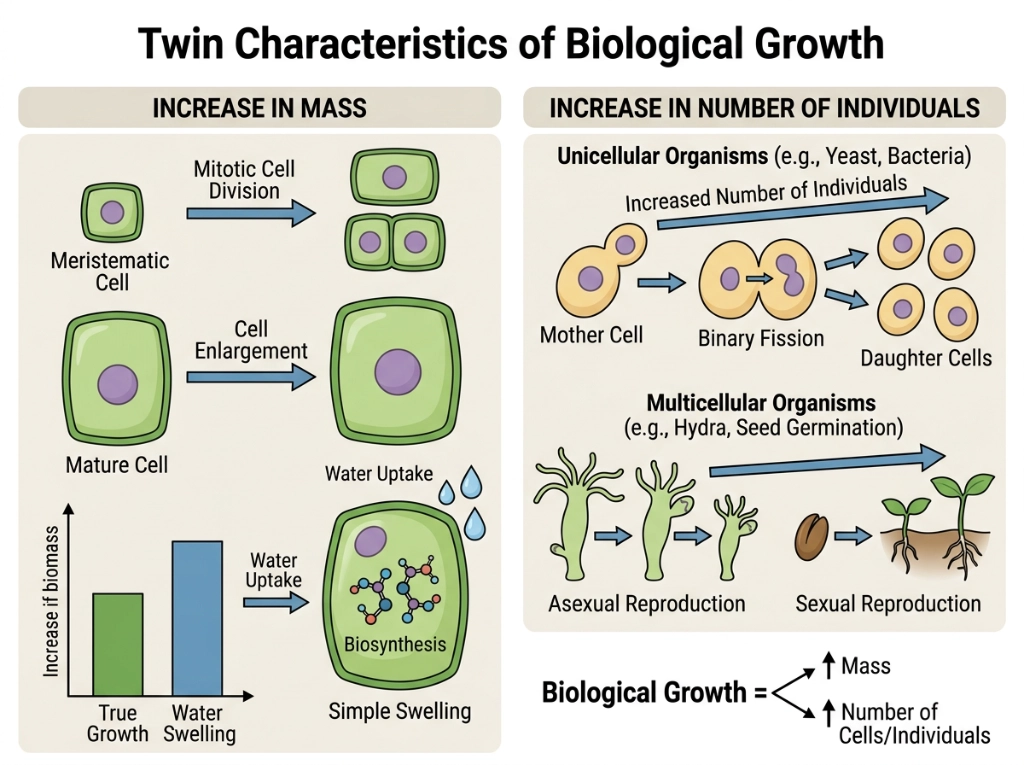 Twin Characteristics of Biological Growth
INCREASE IN MASS
Mitotic Cell
Division
Meristematic
Cell
Cell
Enlargement
Mature Cell
Water Uptake
Increase if biomass
Water
Uptake
Biosynthesis
True
Growth
Water
Swelling
Simple Swelling
INCREASE IN NUMBER OF INDIVIDUALS
Unicellular Organisms (e.g., Yeast, Bacteria)
Increased Number of Individuals
Mother Cell
Binary Fission
Daughter Cells
Multicellular Organisms
(e.g., Hydra, Seed Germination)
Asexual Reproduction
Sexual Reproduction
Biological Growth =
↑ Mass
↑ Number of
Cells/Individuals